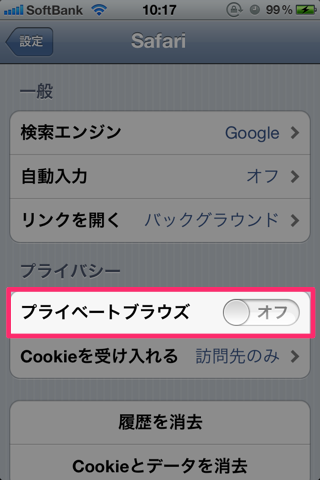 SoftBank 10:17 99%
設定 Safari
一般
検索エンジン Google
自動入力 オフ
リンクを開く バックグラウンド
プライバシー
プライベートブラウズ オフ
Cookieを受け入れる 訪問先のみ
履歴を消去
Cookieとデータを消去